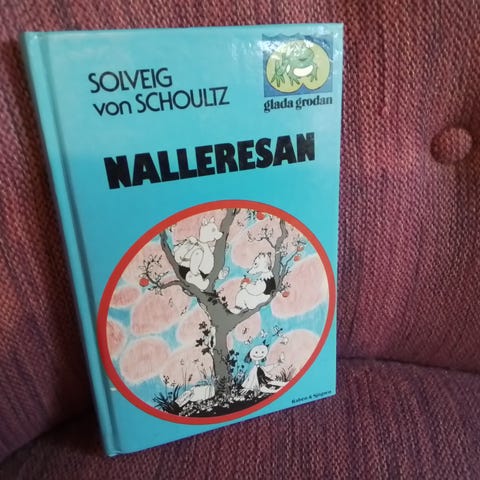 SOLVEIG
von SCHOULTZ
glada grodan
NALLERESAN
Rabén & Sjögren